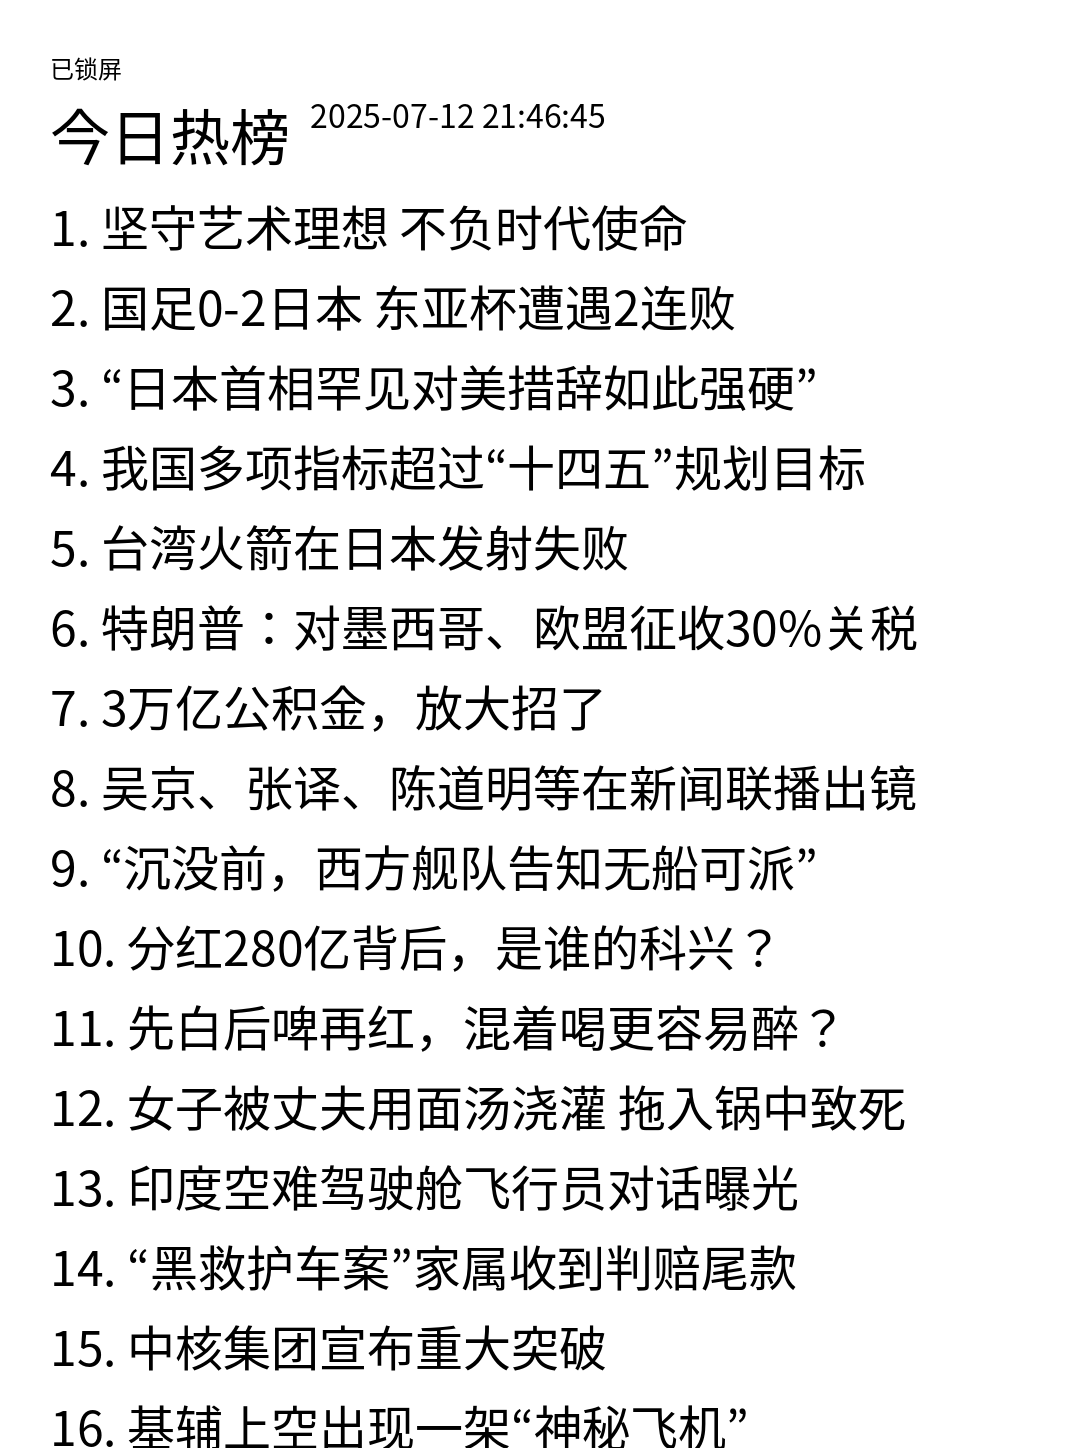 已锁屏
今日热榜 2025-07-12 21:46:45
1. 坚守艺术理想 不负时代使命
2. 国足0-2日本 东亚杯遭遇2连败
3. “日本首相罕见对美措辞如此强硬”
4. 我国多项指标超过“十四五”规划目标
5. 台湾火箭在日本发射失败
6. 特朗普：对墨西哥、欧盟征收30%关税
7. 3万亿公积金，放大招了
8. 吴京、张译、陈道明等在新闻联播出镜
9. “沉没前，西方舰队告知无船可派”
10. 分红280亿背后，是谁的科兴？
11. 先白后啤再红，混着喝更容易醉？
12. 女子被丈夫用面汤浇灌 拖入锅中致死
13. 印度空难驾驶舱飞行员对话曝光
14. “黑救护车案”家属收到判赔尾款
15. 中核集团宣布重大突破
16. 基辅上空出现一架“神秘飞机”